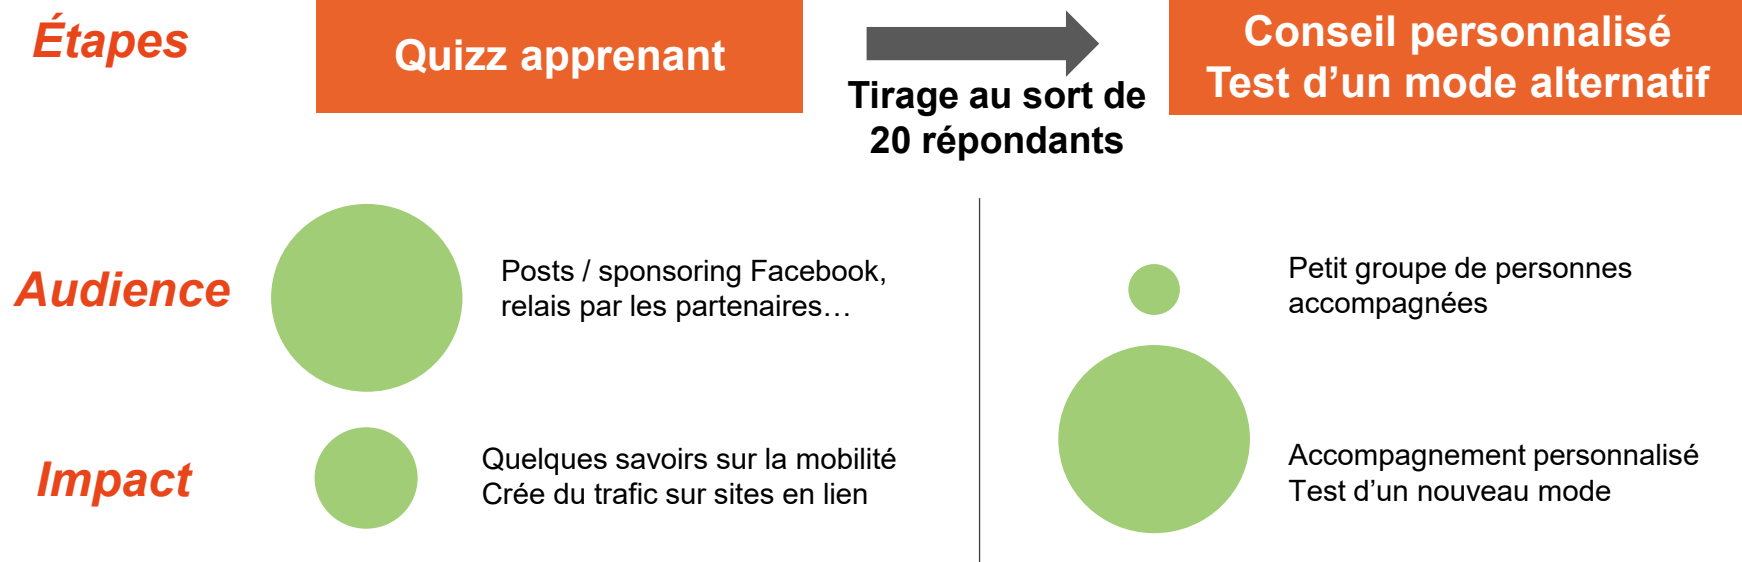 Étapes
Quizz apprenant
Tirage au sort de
20 répondants
Conseil personnalisé
Test d’un mode alternatif
Audience
Posts / sponsoring Facebook,
relais par les partenaires…
Petit groupe de personnes
accompagnées
Impact
Quelques savoirs sur la mobilité
Crée du trafic sur sites en lien
Accompagnement personnalisé
Test d’un nouveau mode